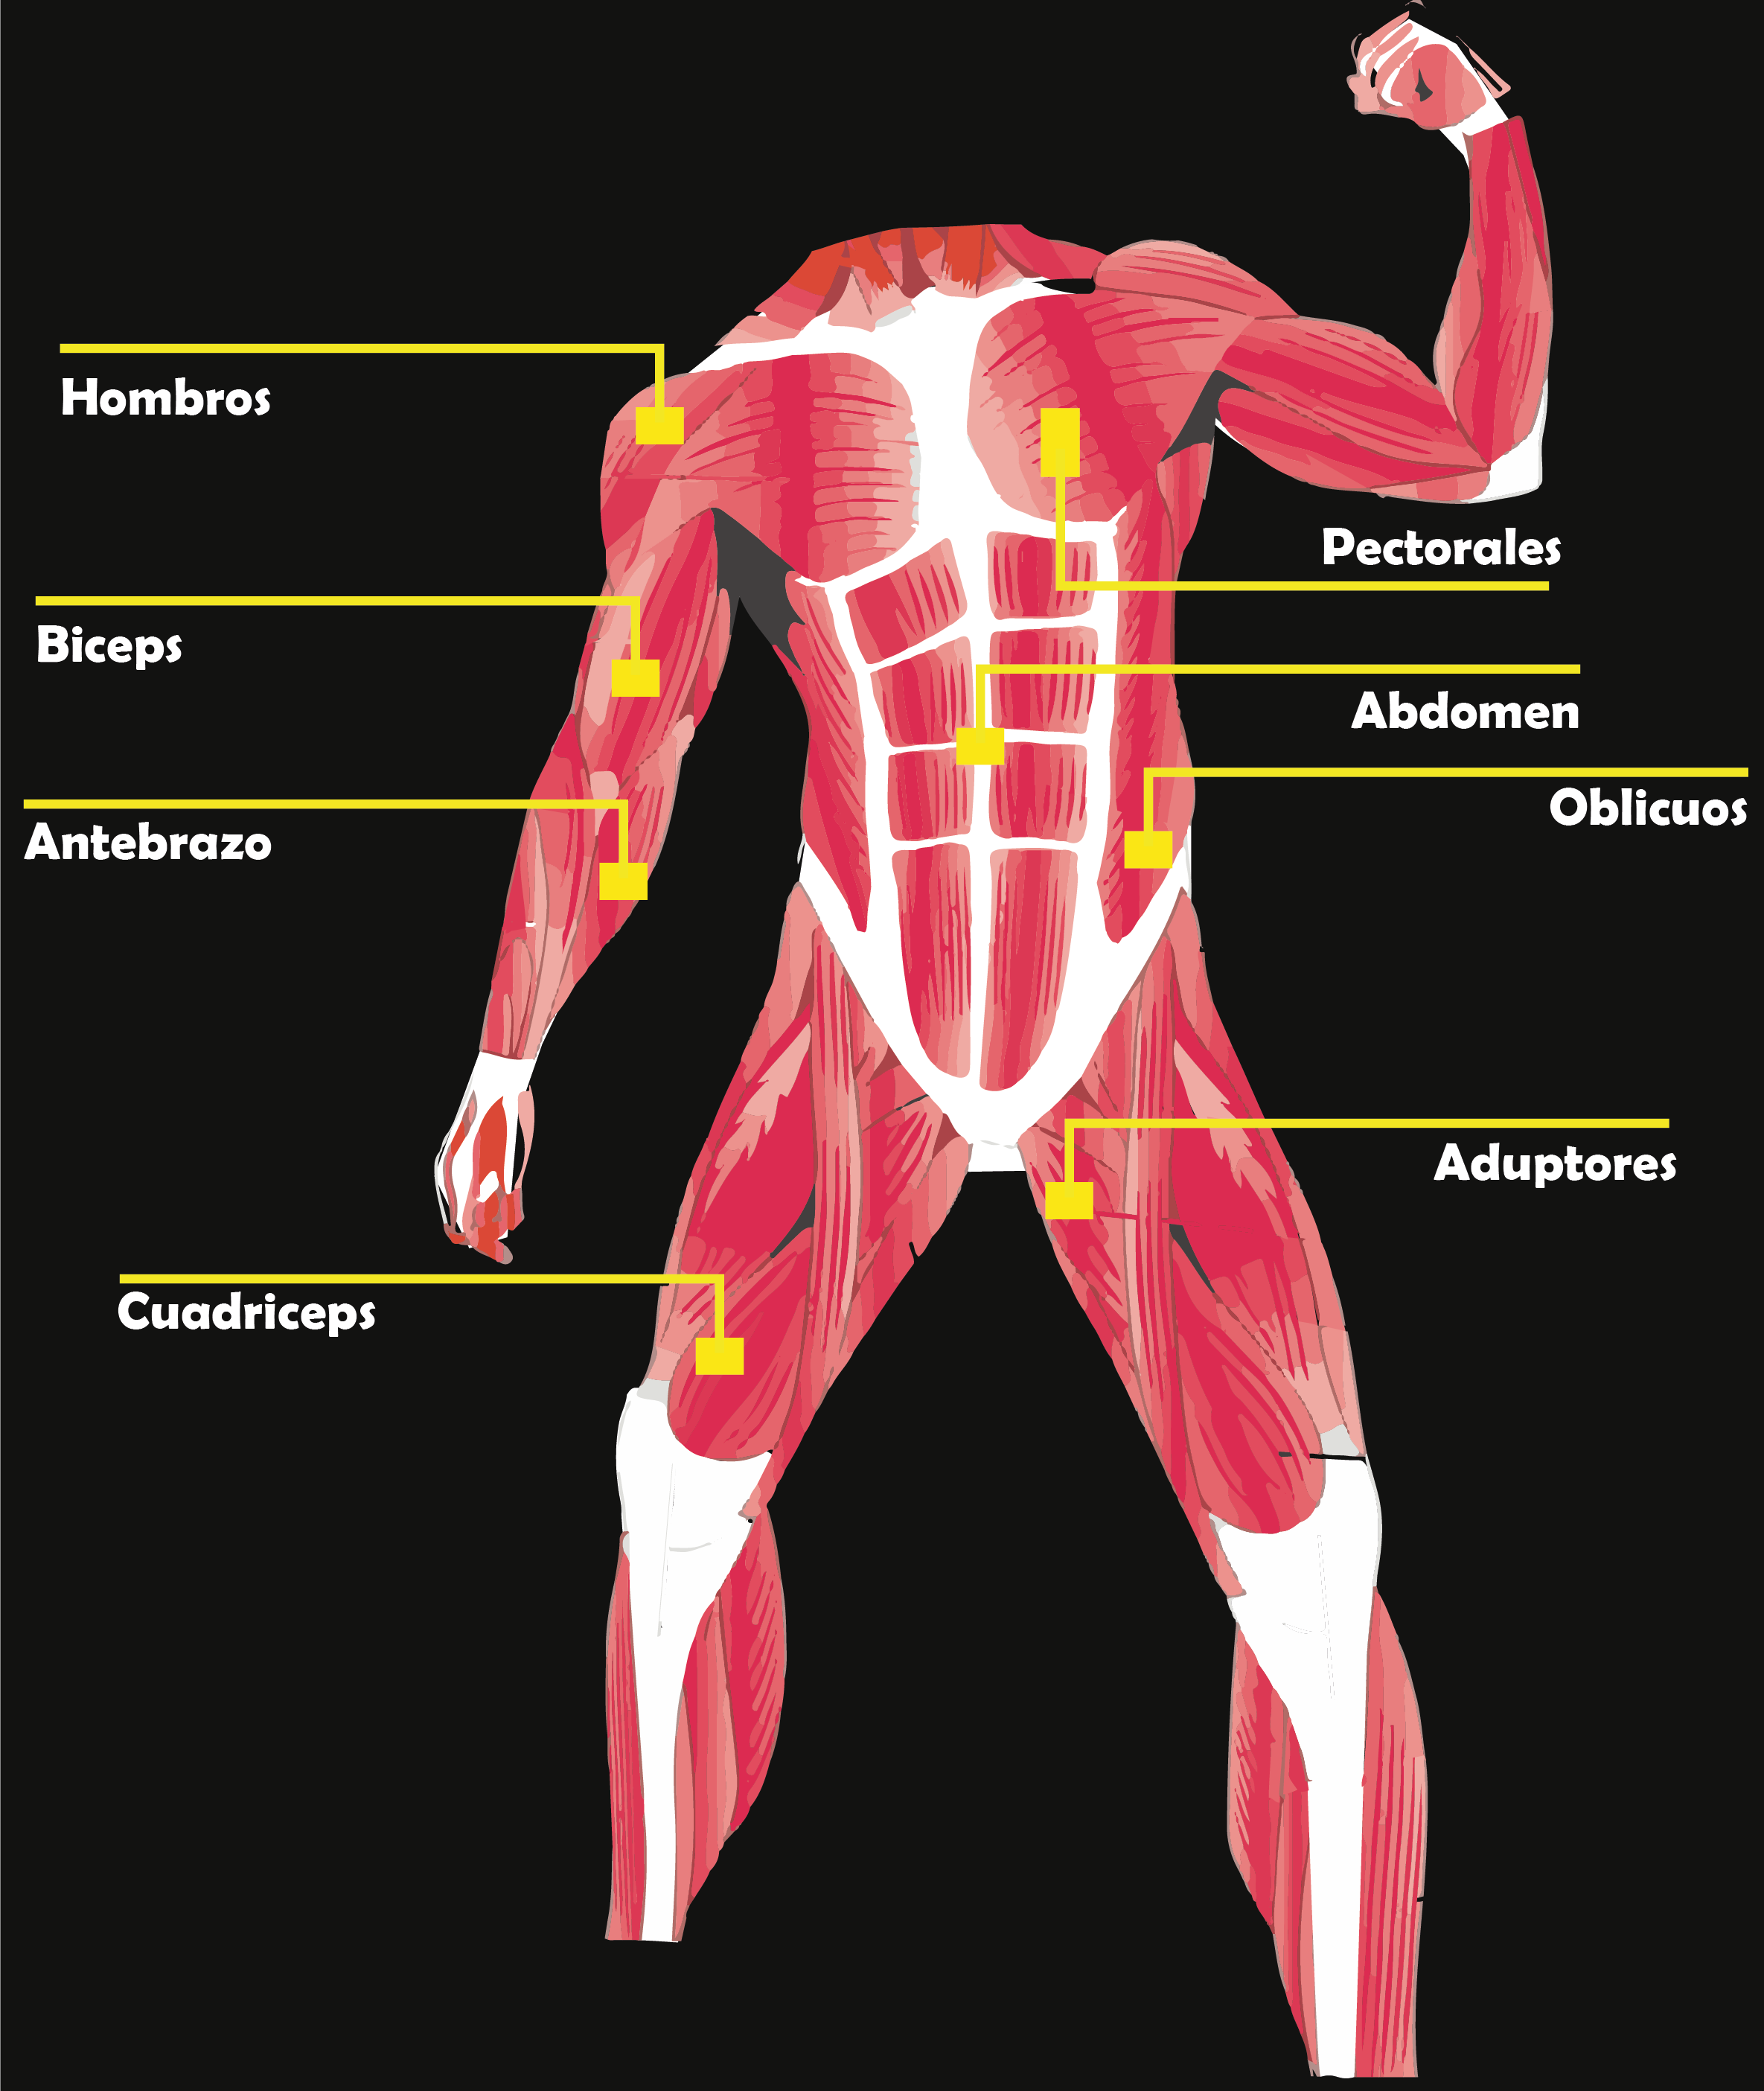 Hombros
Biceps
Antebrazo
Cuadriceps
Pectorales
Abdomen
Oblicuos
Aduptores